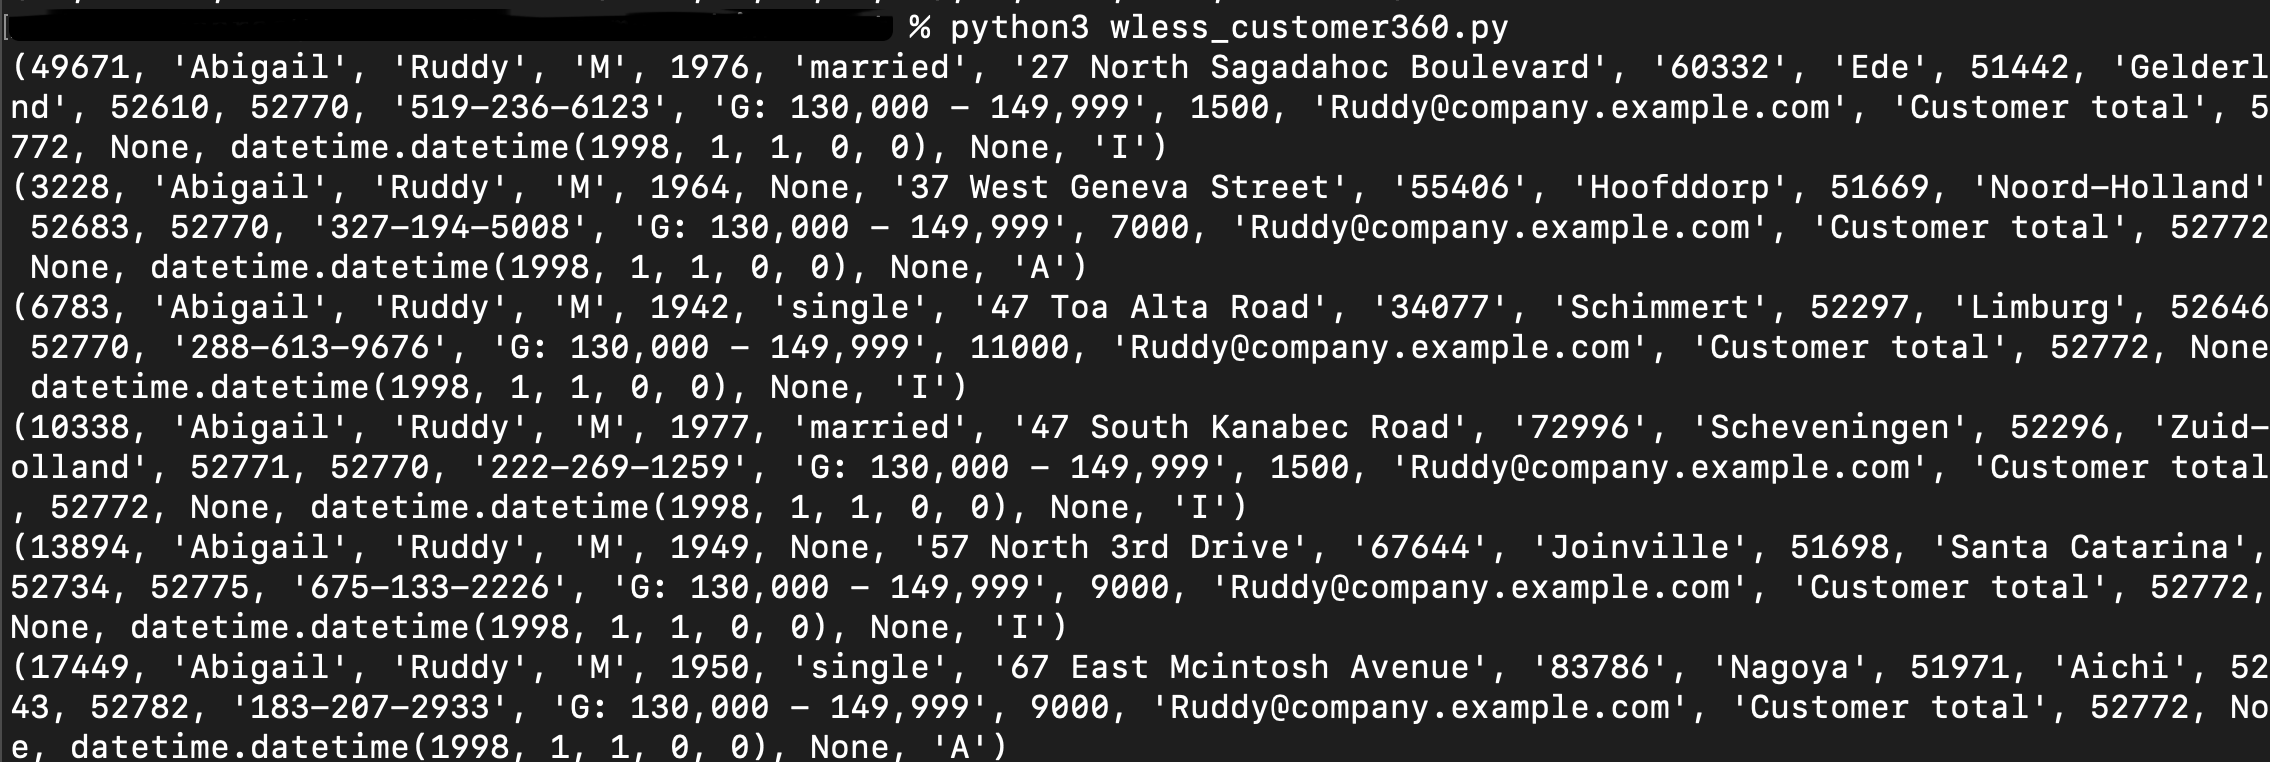 % python3 wless_customer360.py
(49671, 'Abigail', 'Ruddy', 'M', 1976, 'married', '27 North Sagadahoc Boulevard', '60332', 'Ede', 51442, 'Gelderl
nd', 52610, 52770, '519-236-6123', 'G: 130,000 - 149,999', 1500, 'Ruddy@company.example.com', 'Customer total', 5
772, None, datetime.datetime(1998, 1, 1, 0, 0), None, 'I')
(3228, 'Abigail', 'Ruddy', 'M', 1964, None, '37 West Geneva Street', '55406', 'Hoofddorp', 51669, 'Noord-Holland'
52683, 52770, '327-194-5008', 'G: 130,000 - 149,999', 7000, 'Ruddy@company.example.com', 'Customer total', 52772
None, datetime.datetime(1998, 1, 1, 0, 0), None, 'A')
(6783, 'Abigail', 'Ruddy', 'M', 1942, 'single', '47 Toa Alta Road', '34077', 'Schimmert', 52297, 'Limburg', 52646
52770, '288-613-9676', 'G: 130,000 - 149,999', 11000, 'Ruddy@company.example.com', 'Customer total', 52772, None
datetime.datetime(1998, 1, 1, 0, 0), None, 'I')
(10338, 'Abigail', 'Ruddy', 'M', 1977, 'married', '47 South Kanabec Road', '72996', 'Scheveningen', 52296, 'Zuid-
olland', 52771, 52770, '222-269-1259', 'G: 130,000 - 149,999', 1500, 'Ruddy@company.example.com', 'Customer total
, 52772, None, datetime.datetime(1998, 1, 1, 0, 0), None, 'I')
(13894, 'Abigail', 'Ruddy', 'M', 1949, None, '57 North 3rd Drive', '67644', 'Joinville', 51698, 'Santa Catarina',
52734, 52775, '675-133-2226', 'G: 130,000 - 149,999', 9000, 'Ruddy@company.example.com', 'Customer total', 52772,
None, datetime.datetime(1998, 1, 1, 0, 0), None, 'I')
(17449, 'Abigail', 'Ruddy', 'M', 1950, 'single', '67 East Mcintosh Avenue', '83786', 'Nagoya', 51971, 'Aichi', 52
43, 52782, '183-207-2933', 'G: 130,000 - 149,999', 9000, 'Ruddy@company.example.com', 'Customer total', 52772, No
e, datetime.datetime(1998, 1, 1, 0, 0), None, 'A')